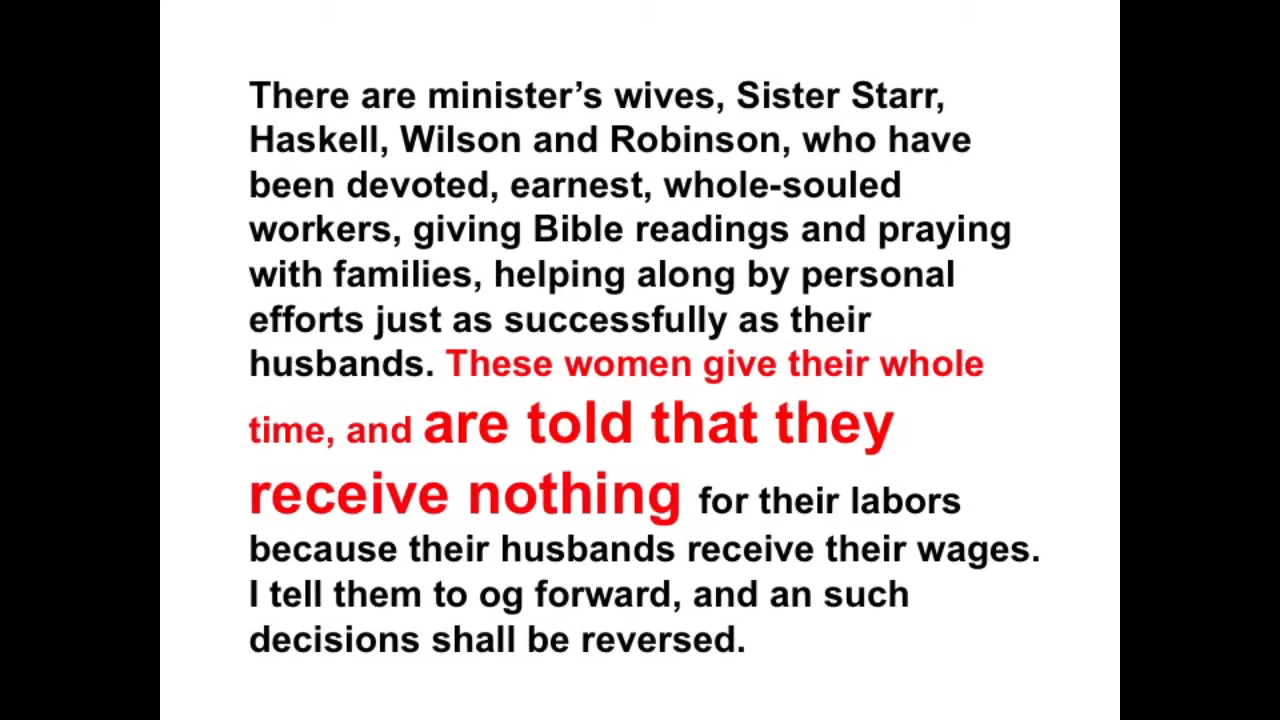 There are minister’s wives, Sister Starr,
Haskell, Wilson and Robinson, who have
been devoted, earnest, whole-souled
workers, giving Bible readings and praying
with families, helping along by personal
efforts just as successfully as their
husbands. These women give their whole
time, and are told that they
receive nothing for their labors
because their husbands receive their wages.
I tell them to og forward, and an such
decisions shall be reversed.